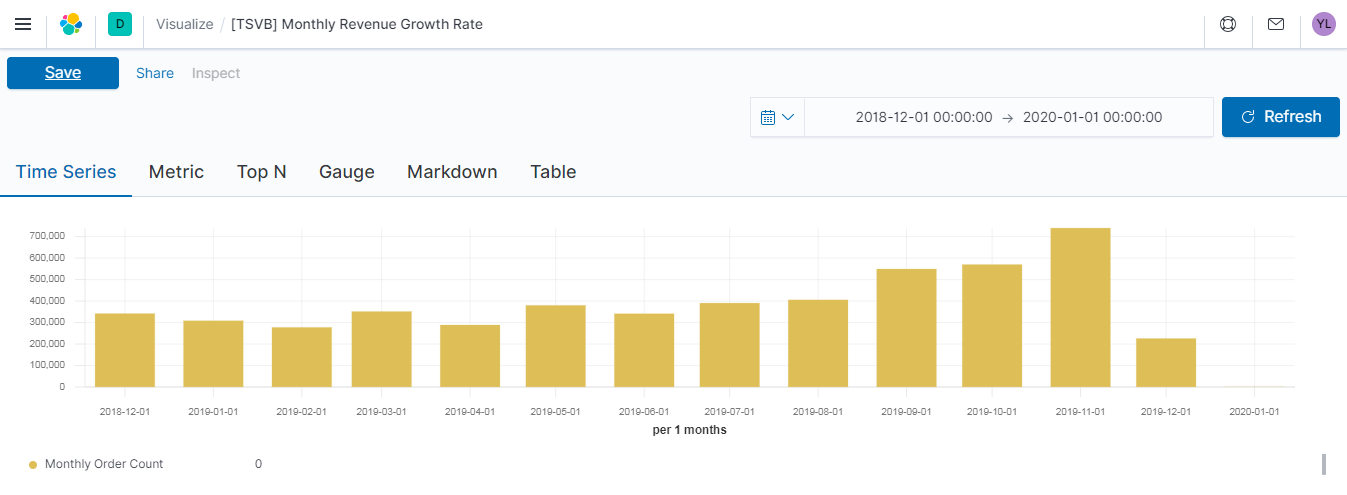 D Visualize / [TSVB] Monthly Revenue Growth Rate YL
Save Share Inspect
2018-12-01 00:00:00 → 2020-01-01 00:00:00 Refresh
Time Series Metric Top N Gauge Markdown Table
700,000
600,000
500,000
400,000
300,000
200,000
100,000
0
2018-12-01 2019-01-01 2019-02-01 2019-03-01 2019-04-01 2019-05-01 2019-06-01 2019-07-01 2019-08-01 2019-09-01 2019-10-01 2019-11-01 2019-12-01 2020-01-01
per 1 months
Monthly Order Count 0